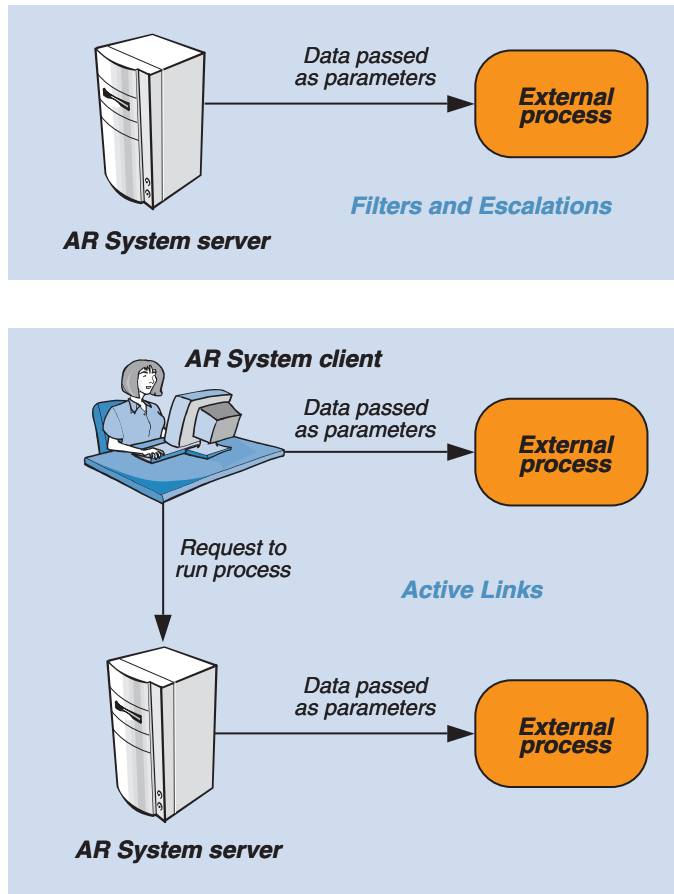 Data passed
as parameters
External
process
Filters and Escalations
AR System server
AR System client
Data passed
as parameters
External
process
Request to
run process
Active Links
Data passed
as parameters
External
process
AR System server